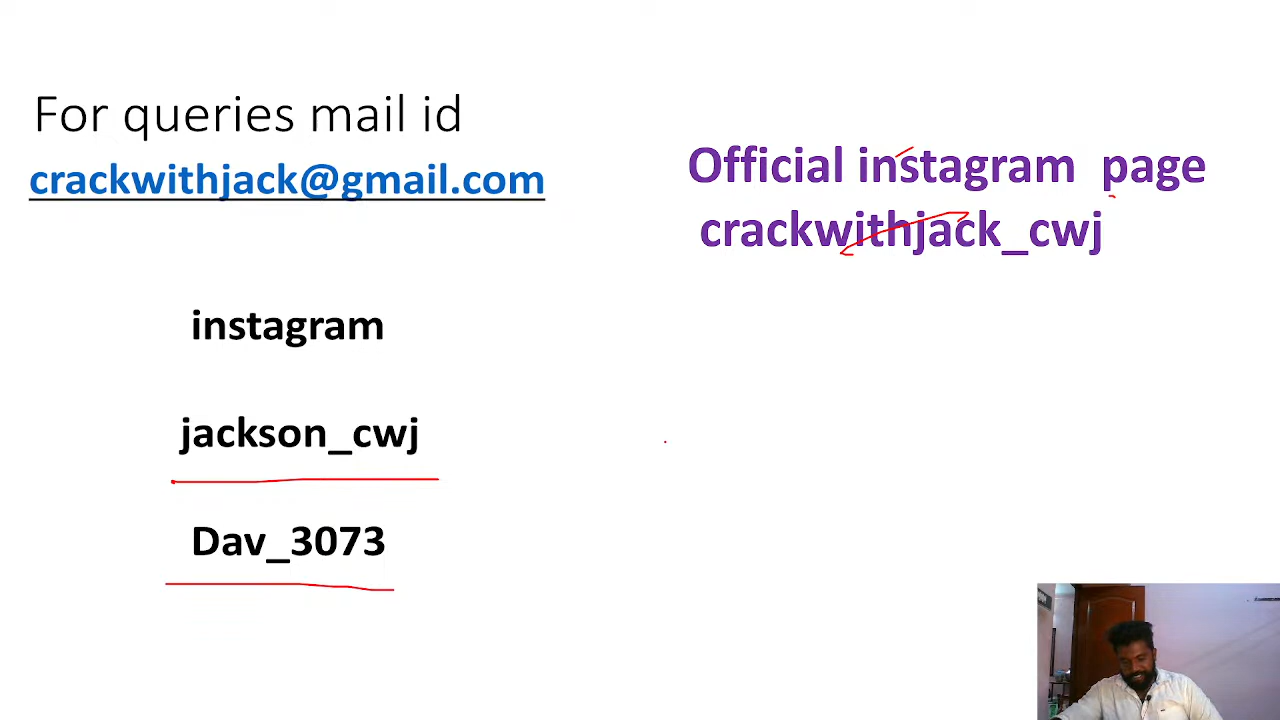 For queries mail id
crackwithjack@gmail.com
Official instagram page
crackwithjack_cwj
instagram
jackson_cwj
Dav_3073